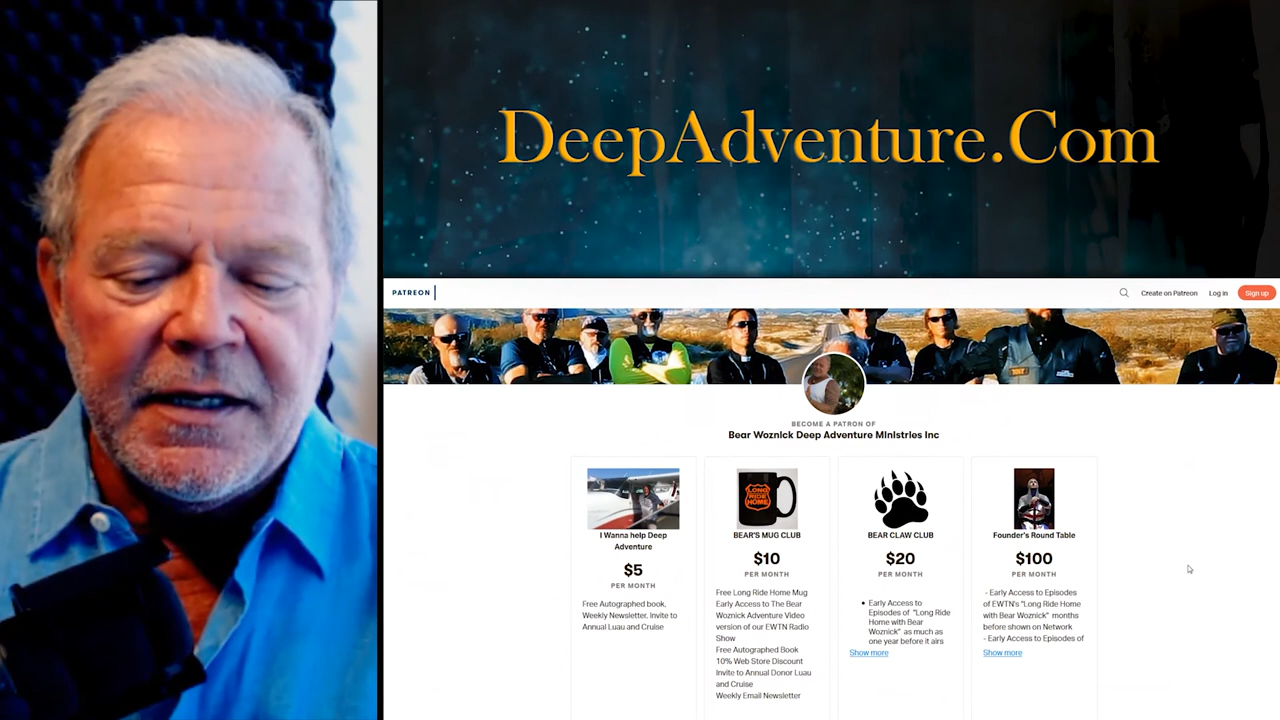 DeepAdventure.Com
PATREON
Create on Patreon
Log in
Sign up
BECOME A PATRON OF
Bear Woznick Deep Adventure Ministries Inc
I Wanna help Deep
Adventure
$5
PER MONTH
Free Autographed book,
Weekly Newsletter, Invite to
Annual Luau and Cruise
LONG
RIDE
HOME
BEAR'S MUG CLUB
$10
PER MONTH
Free Long Ride Home Mug
Early Access to The Bear
Woznick Adventure Video
version of our EWTN Radio
Show
Free Autographed Book
10% Web Store Discount
Invite to Annual Donor Luau
and Cruise
Weekly Email Newsletter
BEAR CLAW CLUB
$20
PER MONTH
• Early Access to
Episodes of "Long Ride
Home with Bear
Woznick" as much as
one year before it airs
Show more
Founder's Round Table
$100
PER MONTH
- Early Access to Episodes
of EWTN's "Long Ride Home
with Bear Woznick" months
before shown on Network
- Early Access to Episodes of
Show more